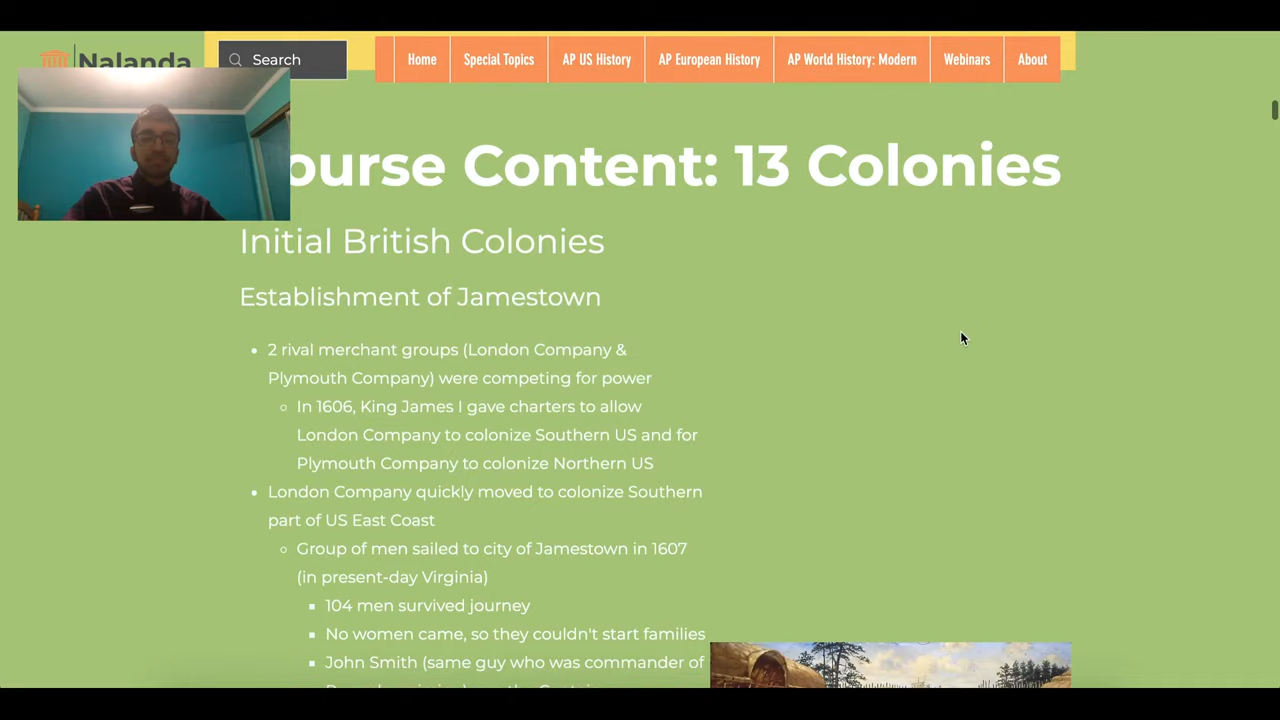 Nalanda
Search
Home
Special Topics
AP US History
AP European History
AP World History: Modern
Webinars
About
ourse Content: 13 Colonies
Initial British Colonies
Establishment of Jamestown
• 2 rival merchant groups (London Company &
Plymouth Company) were competing for power
○ In 1606, King James I gave charters to allow
London Company to colonize Southern US and for
Plymouth Company to colonize Northern US
• London Company quickly moved to colonize Southern
part of US East Coast
○ Group of men sailed to city of Jamestown in 1607
(in present-day Virginia)
▪ 104 men survived journey
▪ No women came, so they couldn't start families
▪ John Smith (same guy who was commander of